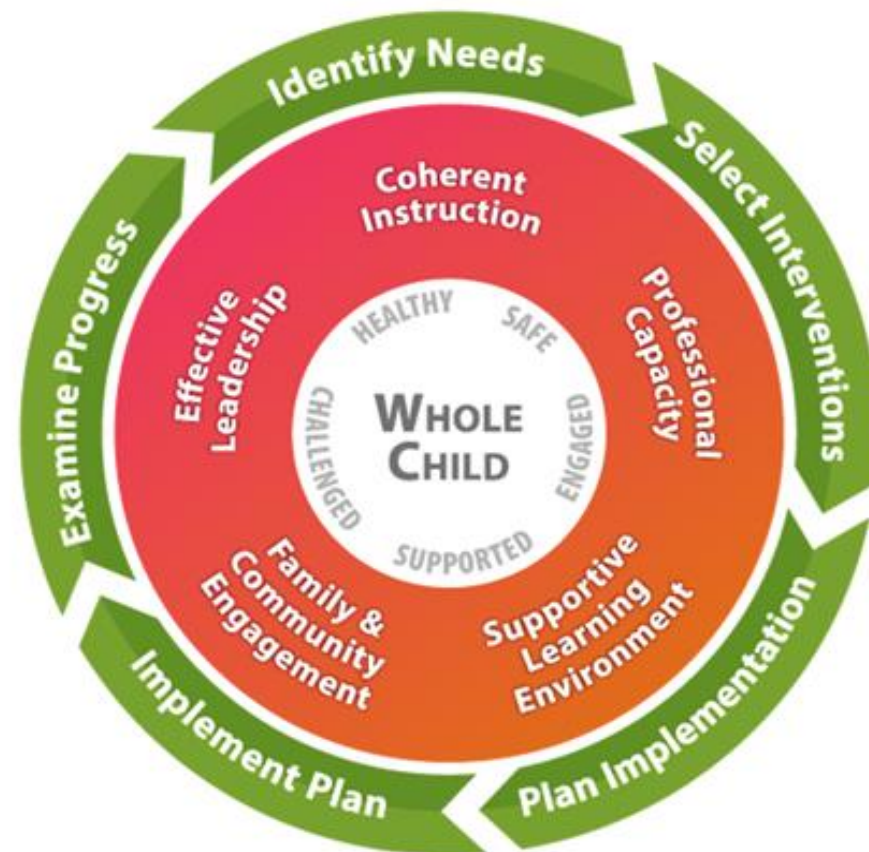 Identify Needs
Select Interventions
Plan Implementation
Implement Plan
Examine Progress
Coherent
Instruction
Professional
Capacity
Supportive
Learning
Environment
Family &
Community
Engagement
Effective
Leadership
HEALTHY
SAFE
ENGAGED
SUPPORTED
CHALLENGED
WHOLE
CHILD